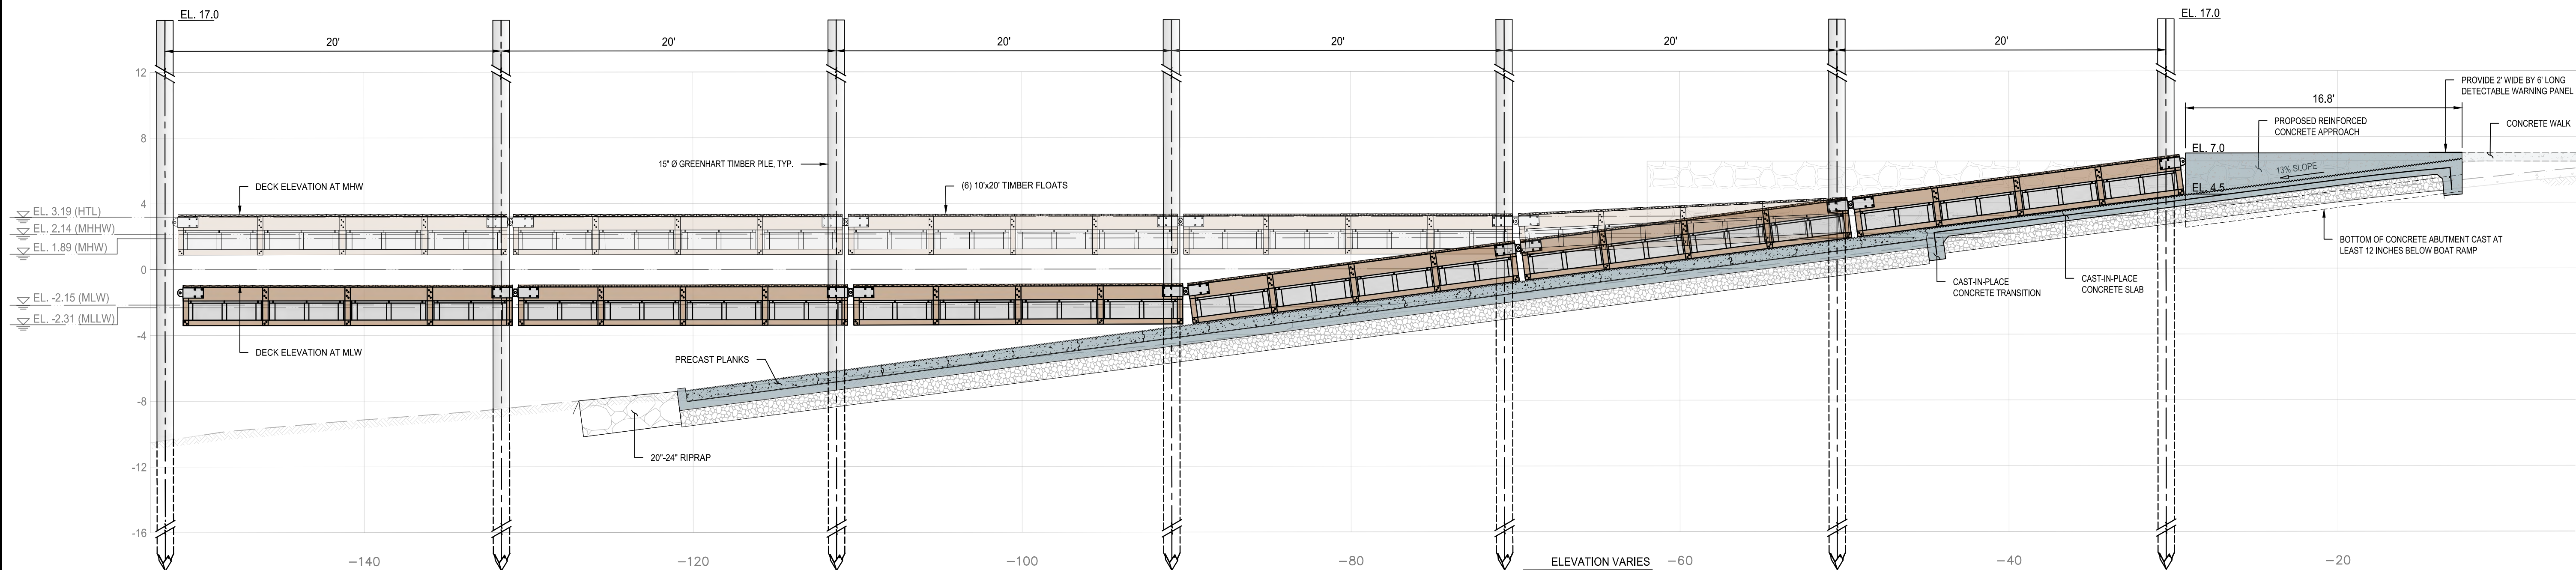 EL. 17.0
EL. 17.0
20'
20'
20'
20'
20'
20'
12
8
4
0
-4
-8
-12
-16
PROVIDE 2' WIDE BY 6' LONG
DETECTABLE WARNING PANEL
16.8'
PROPOSED REINFORCED
CONCRETE APPROACH
CONCRETE WALK
EL. 7.0
13% SLOPE
EL. 4.5
15" Ø GREENHART TIMBER PILE, TYP.
DECK ELEVATION AT MHW
(6) 10'x20' TIMBER FLOATS
EL. 3.19 (HTL)
EL. 2.14 (MHHW)
EL. 1.89 (MHW)
EL. -2.15 (MLW)
EL. -2.31 (MLLW)
BOTTOM OF CONCRETE ABUTMENT CAST AT
LEAST 12 INCHES BELOW BOAT RAMP
CAST-IN-PLACE
CONCRETE TRANSITION
CAST-IN-PLACE
CONCRETE SLAB
DECK ELEVATION AT MLW
PRECAST PLANKS
20"-24" RIPRAP
-140
-120
-100
-80
ELEVATION VARIES
-60
-40
-20